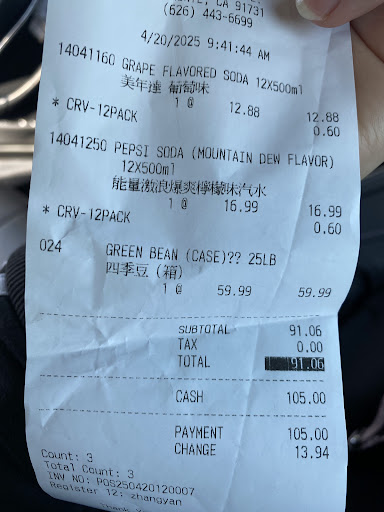 CA 91731
(626) 443-6699
4/20/2025 9:41:44 AM
14041160 GRAPE FLAVORED SODA 12X500ml
美年達 葡萄味
1 @ 12.88 12.88
* CRV-12PACK 0.60
14041250 PEPSI SODA (MOUNTAIN DEW FLAVOR)
12X500ml
能量激浪爆爽檸檬味汽水
1 @ 16.99 16.99
* CRV-12PACK 0.60
024 GREEN BEAN (CASE)?? 25LB
四季豆 (箱)
1 @ 59.99 59.99
SUBTOTAL 91.06
TAX 0.00
TOTAL 91.06
CASH 105.00
PAYMENT 105.00
CHANGE 13.94
Count: 3
Total Count: 3
INV NO: POS250420120007
Register 12: zhangyan
Thank